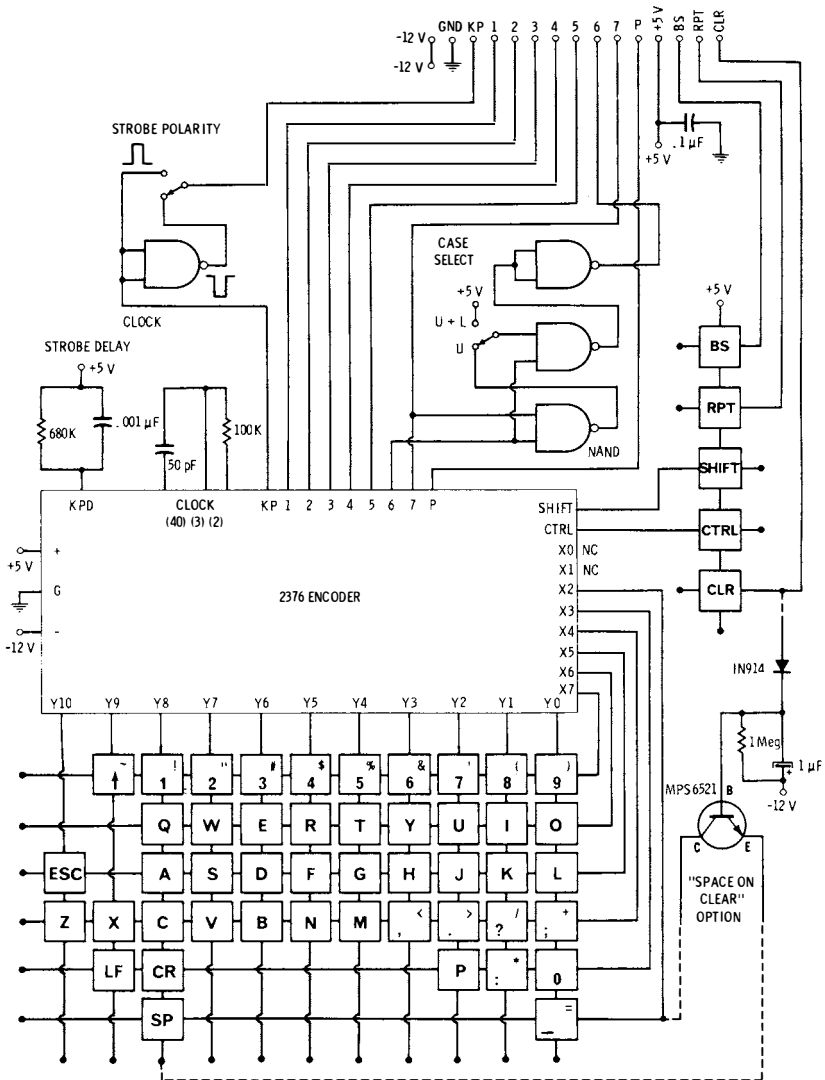 -12 V GND KP 1 2 3 4 5 6 7 P +5 V BS RPT CLR
-12 V
STROBE POLARITY
.1 µF
+5 V
CASE
SELECT
+5 V
U + L
U
+5 V
CLOCK
NAND
BS
RPT
SHIFT
CTRL
CLR
STROBE DELAY
+5 V
680K
.001 µF
50 pF
100K
KPD
CLOCK
(40) (3) (2)
KP 1 2 3 4 5 6 7 P
SHIFT
CTRL
X0 NC
X1 NC
X2
X3
X4
X5
X6
X7
+
+5 V
G
-
-12 V
2376 ENCODER
Y10 Y9 Y8 Y7 Y6 Y5 Y4 Y3 Y2 Y1 Y0
IN914
1 Meg
1 µF
+
-12 V
MPS 6521
B
C E
"SPACE ON
CLEAR"
OPTION
↑ ~ 1 ! 2 " 3 # 4 $ 5 % 6 & 7 ' 8 ( 9 )
Q W E R T Y U I O
ESC A S D F G H J K L
Z X C V B N M , < . > ? / ; +
LF CR P : * 0
SP _ =